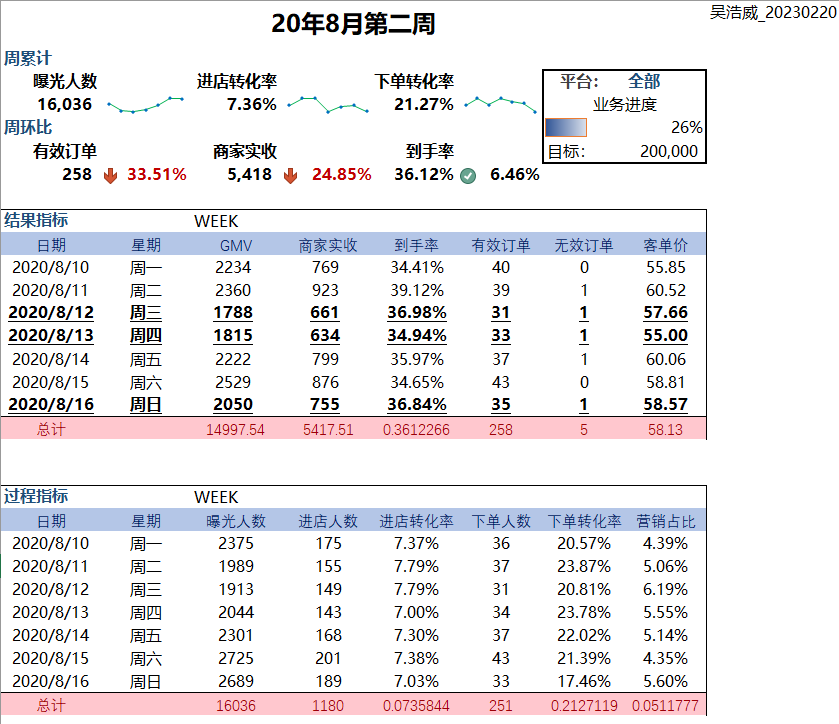 吴浩威_20230220
20年8月第二周
周累计
曝光人数 进店转化率 下单转化率 平台: 全部
16,036 7.36% 21.27% 业务进度
周环比 26%
有效订单 商家实收 到手率 目标: 200,000
258 33.51% 5,418 24.85% 36.12% 6.46%
结果指标 WEEK
日期 星期 GMV 商家实收 到手率 有效订单 无效订单 客单价
2020/8/10 周一 2234 769 34.41% 40 0 55.85
2020/8/11 周二 2360 923 39.12% 39 1 60.52
2020/8/12 周三 1788 661 36.98% 31 1 57.66
2020/8/13 周四 1815 634 34.94% 33 1 55.00
2020/8/14 周五 2222 799 35.97% 37 1 60.06
2020/8/15 周六 2529 876 34.65% 43 0 58.81
2020/8/16 周日 2050 755 36.84% 35 1 58.57
总计 14997.54 5417.51 0.3612266 258 5 58.13
过程指标 WEEK
日期 星期 曝光人数 进店人数 进店转化率 下单人数 下单转化率 营销占比
2020/8/10 周一 2375 175 7.37% 36 20.57% 4.39%
2020/8/11 周二 1989 155 7.79% 37 23.87% 5.06%
2020/8/12 周三 1913 149 7.79% 31 20.81% 6.19%
2020/8/13 周四 2044 143 7.00% 34 23.78% 5.55%
2020/8/14 周五 2301 168 7.30% 37 22.02% 5.14%
2020/8/15 周六 2725 201 7.38% 43 21.39% 4.35%
2020/8/16 周日 2689 189 7.03% 33 17.46% 5.60%
总计 16036 1180 0.0735844 251 0.2127119 0.0511777